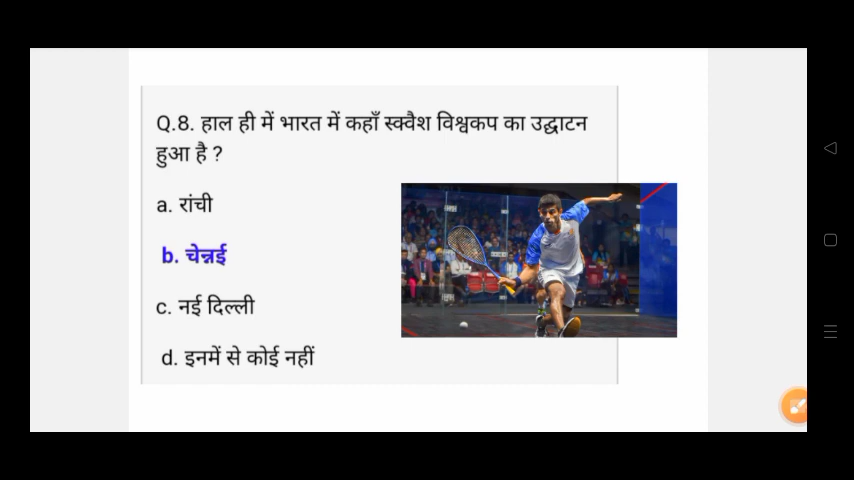 Q.8. हाल ही में भारत में कहाँ स्क्वैश विश्वकप का उद्घाटन
हुआ है ?
a. रांची
b. चेन्नई
c. नई दिल्ली
d. इनमें से कोई नहीं